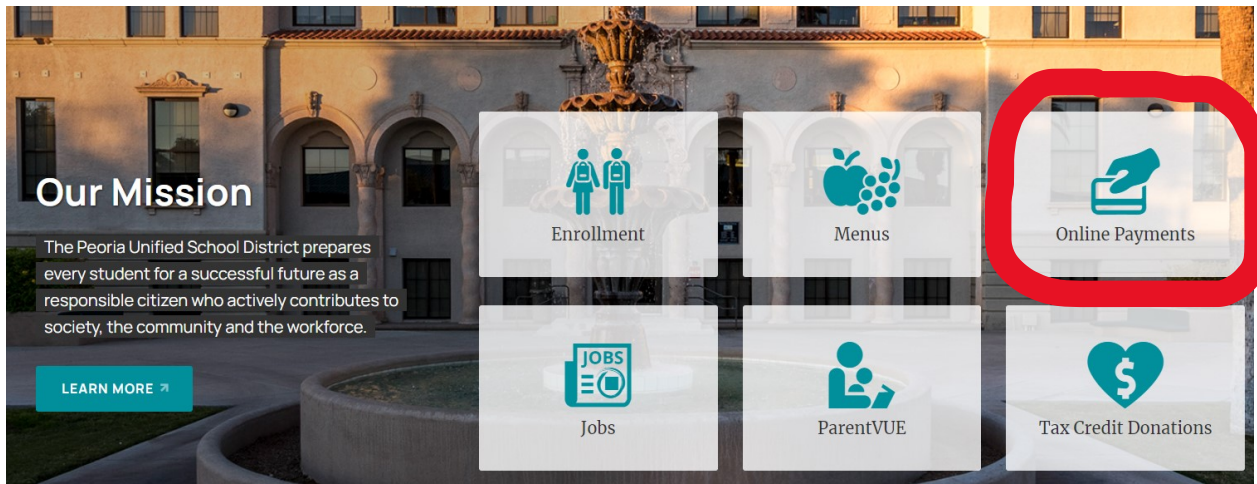 Our Mission
The Peoria Unified School District prepares
every student for a successful future as a
responsible citizen who actively contributes to
society, the community and the workforce.
LEARN MORE
Enrollment
Menus
Online Payments
JOBS
Jobs
ParentVUE
$
Tax Credit Donations